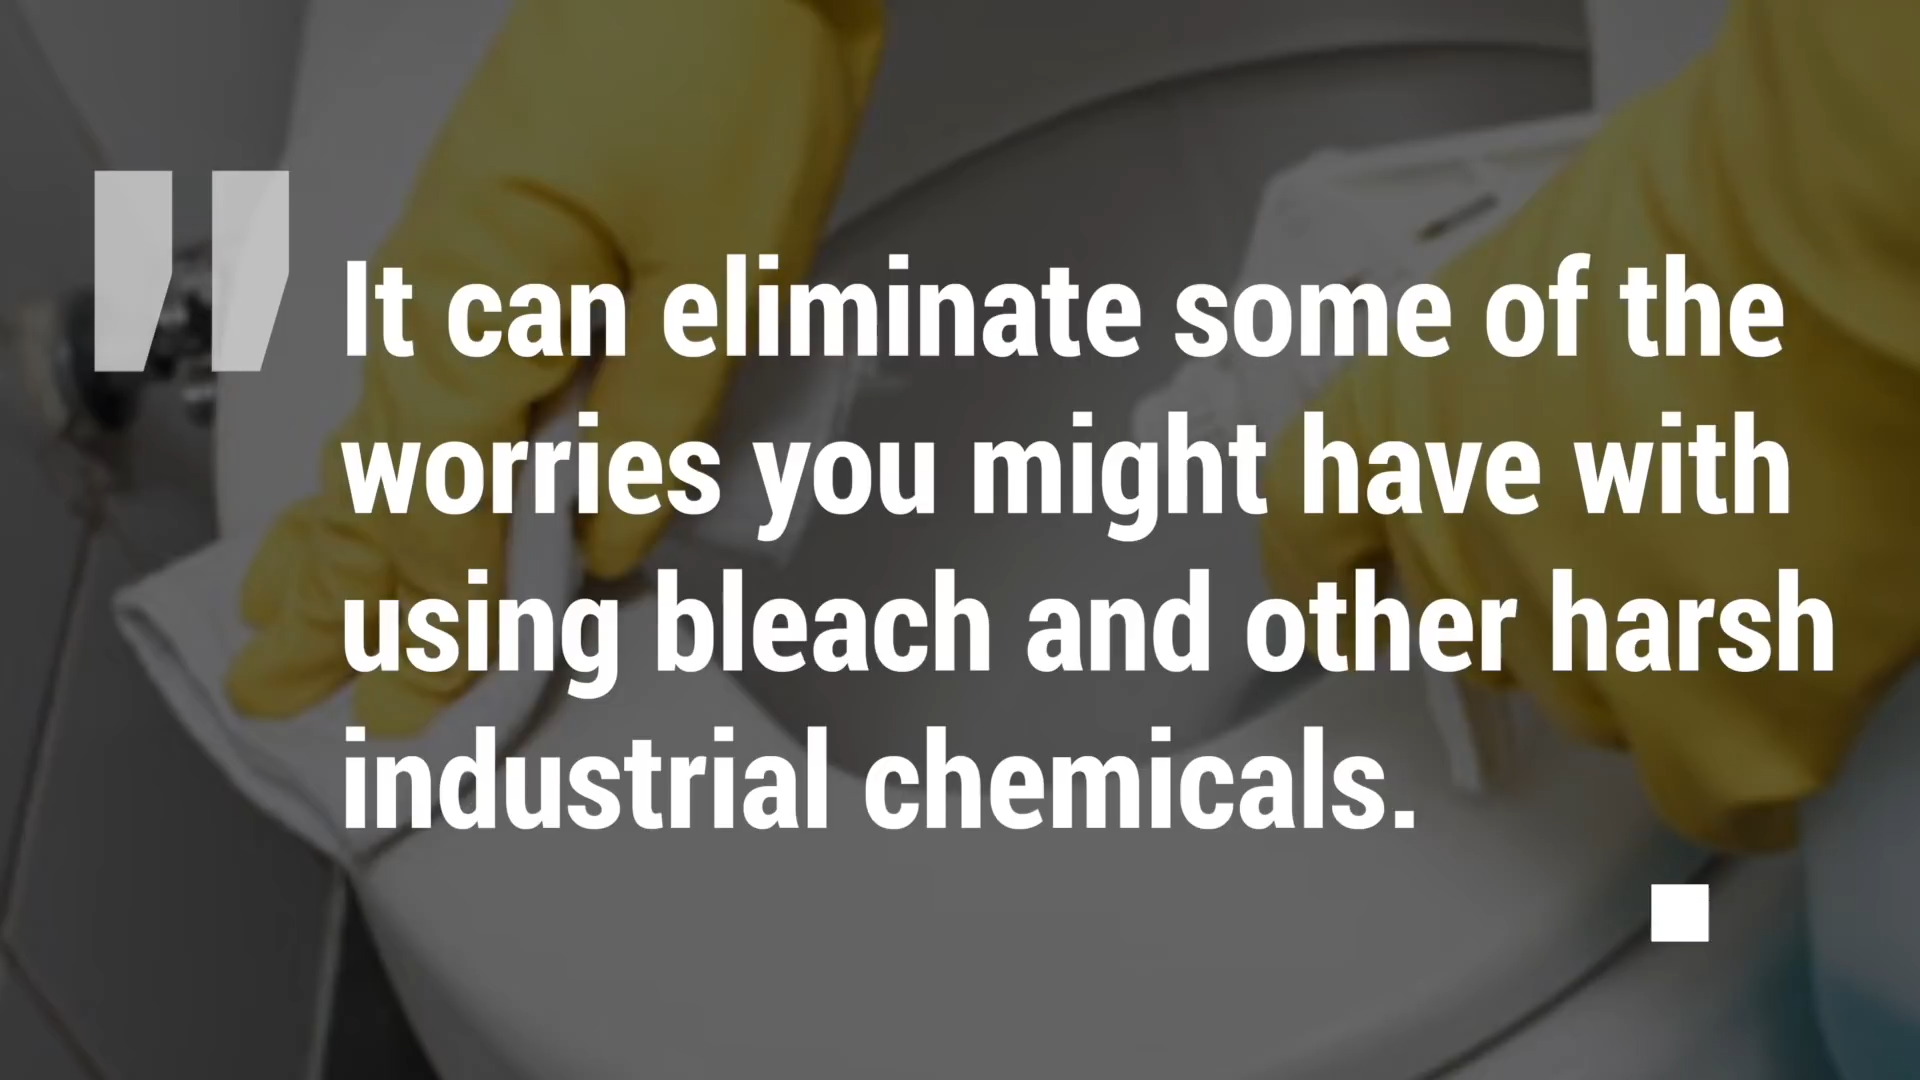 "
It can eliminate some of the
worries you might have with
using bleach and other harsh
industrial chemicals.